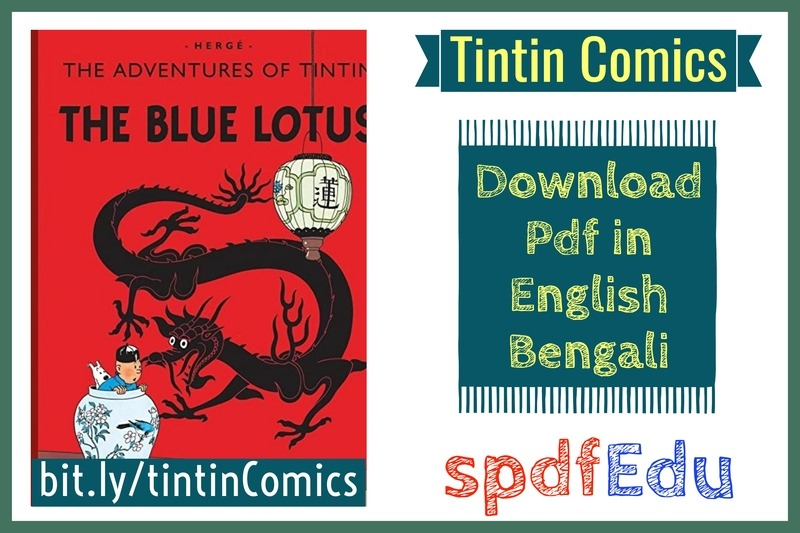 - HERGÉ -
THE ADVENTURES OF TINTIN
THE BLUE LOTUS
蓮
bit.ly/tintinComics
Tintin Comics
Download
Pdf in
English
Bengali
spdfEdu